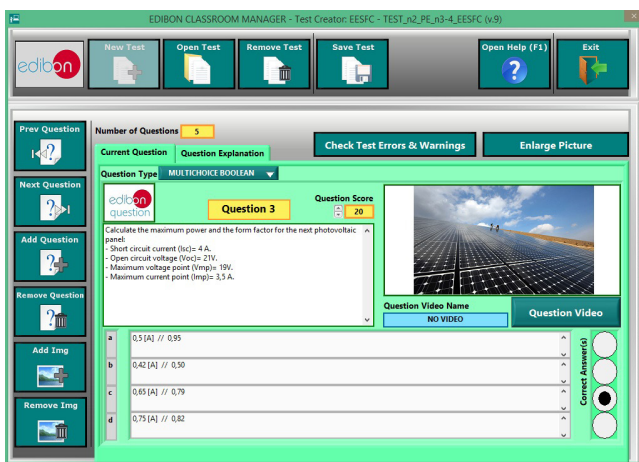 EDIBON CLASSROOM MANAGER - Test Creator: EESFC - TEST_n2_PE_n3-4_EESFC (v.9)
edibon
New Test
Open Test
Remove Test
Save Test
Open Help (F1)
Exit
Prev Question
Next Question
Add Question
Remove Question
Add Img
Remove Img
Number of Questions 5
Check Test Errors & Warnings
Enlarge Picture
Current Question
Question Explanation
Question Type MULTICHOICE BOOLEAN
edibon
question
Question 3
Question Score
20
Calculate the maximum power and the form factor for the next photovoltaic
panel:
- Short circuit current (Isc)= 4 A.
- Open circuit voltage (Voc)= 21V.
- Maximum voltage point (Vmp)= 19V.
- Maximum current point (Imp)= 3,5 A.
Question Video Name
NO VIDEO
Question Video
a 0,5 [A] // 0,95
b 0,42 [A] // 0,50
c 0,65 [A] // 0,79
d 0,75 [A] // 0,82
Correct Answer(s)